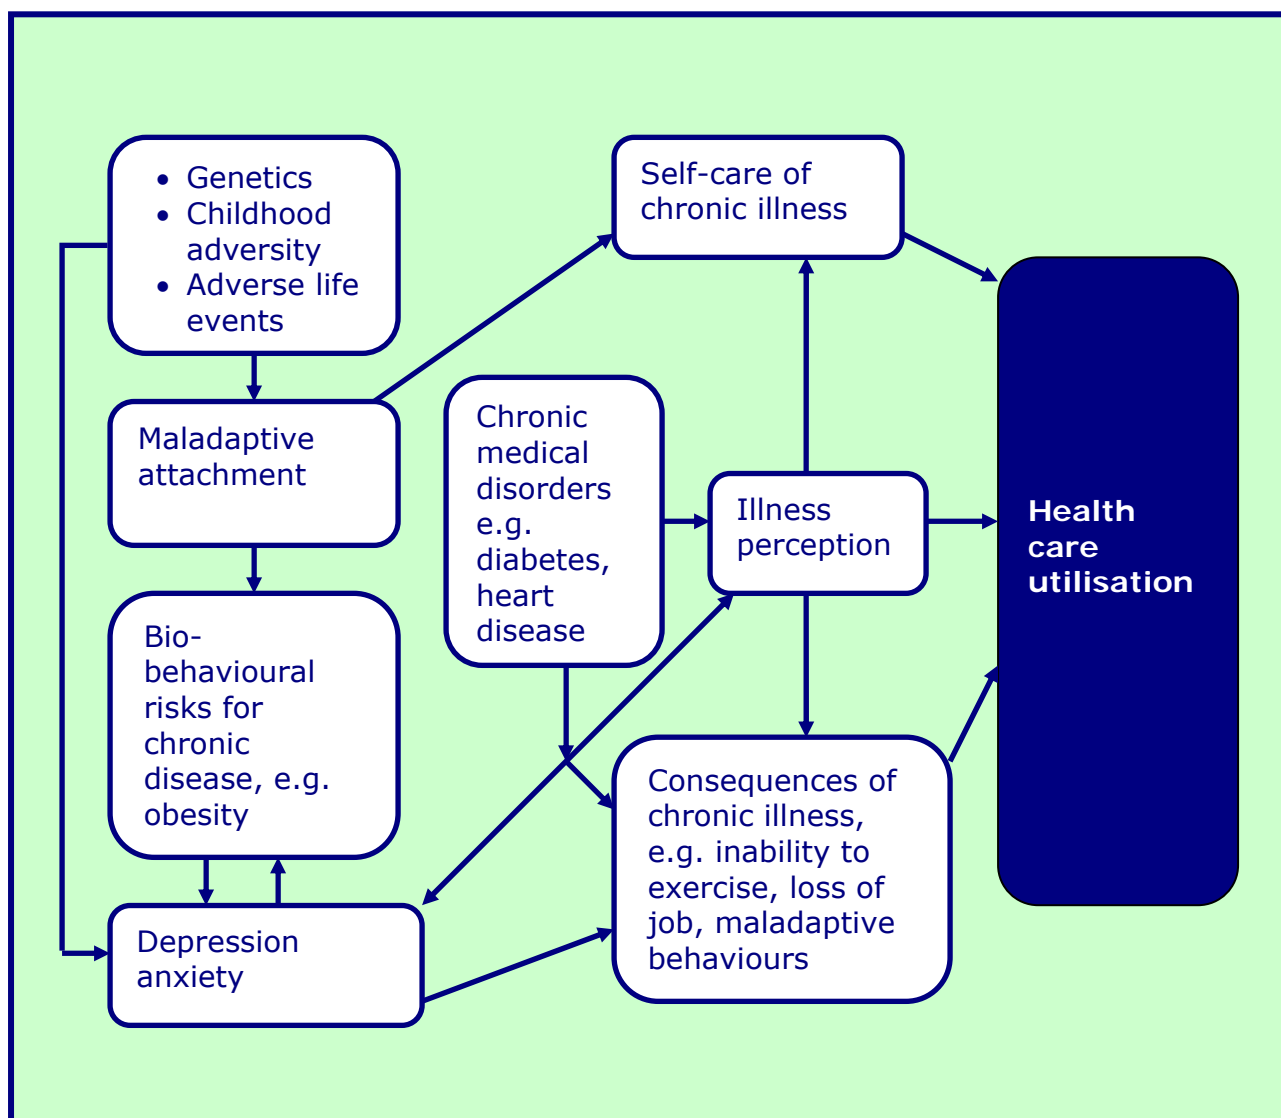 • Genetics
• Childhood
adversity
• Adverse life
events
Self-care of
chronic illness
Maladaptive
attachment
Chronic
medical
disorders
e.g.
diabetes,
heart
disease
Illness
perception
Health
care
utilisation
Bio-
behavioural
risks for
chronic
disease, e.g.
obesity
Consequences of
chronic illness,
e.g. inability to
exercise, loss of
job, maladaptive
behaviours
Depression
anxiety